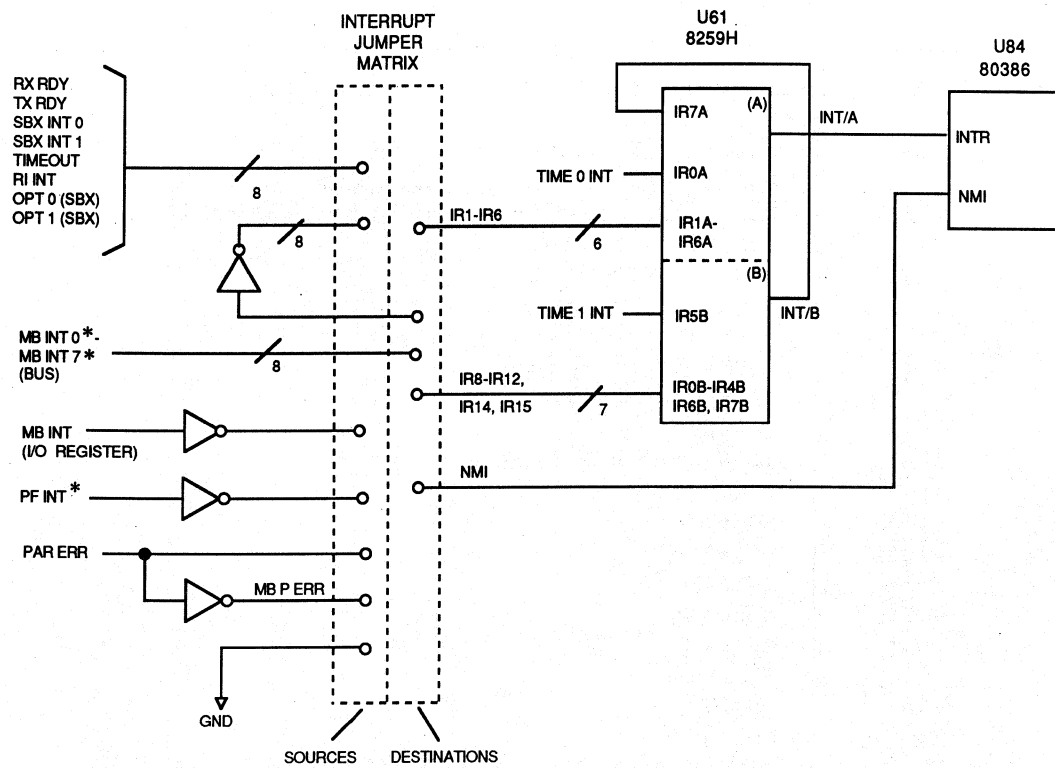 INTERRUPT
JUMPER
MATRIX
U61
8259H
U84
80386
RX RDY
TX RDY
SBX INT 0
SBX INT 1
TIMEOUT
RI INT
OPT 0 (SBX)
OPT 1 (SBX)
8
8
IR7A
(A)
INT/A
INTR
TIME 0 INT
IR0A
NMI
IR1-IR6
6
IR1A-
IR6A
(B)
TIME 1 INT
IR5B
INT/B
MB INT 0*-
MB INT 7*
(BUS)
8
IR8-IR12,
IR14, IR15
7
IR0B-IR4B
IR6B, IR7B
MB INT
(I/O REGISTER)
NMI
PF INT*
PAR ERR
MB P ERR
GND
SOURCES
DESTINATIONS